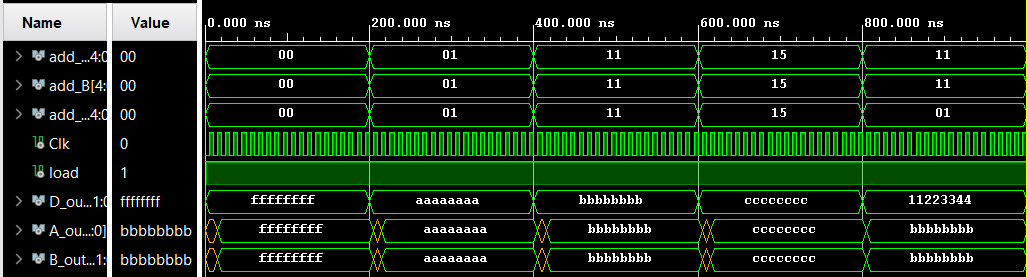 Name Value 0.000 ns 200.000 ns 400.000 ns 600.000 ns 800.000 ns
add_...4:0 00 00 01 11 15 11
add_B[4: 00 00 01 11 15 11
add_...4:0 00 00 01 11 15 01
Clk 0
load 1
D_ou...1:0 ffffffff ffffffff aaaaaaaa bbbbbbbb cccccccc 11223344
A_ou...:0] bbbbbbbb ffffffff aaaaaaaa bbbbbbbb cccccccc bbbbbbbb
B_out...1:0 bbbbbbbb ffffffff aaaaaaaa bbbbbbbb cccccccc bbbbbbbb